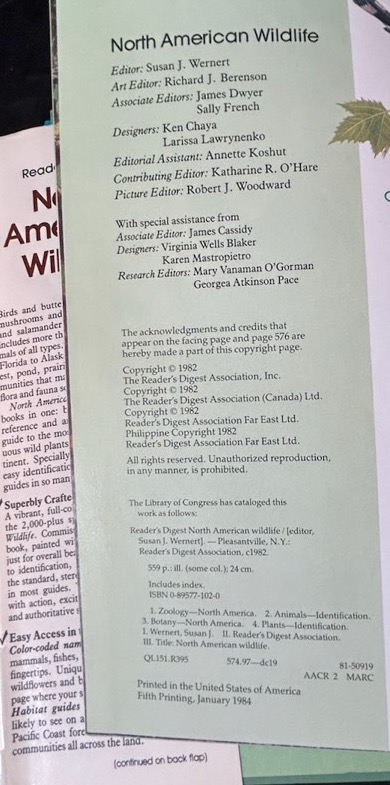 North American Wildlife
Editor: Susan J. Wernert
Art Editor: Richard J. Berenson
Associate Editors: James Dwyer
Sally French
Designers: Ken Chaya
Larissa Lawrynenko
Editorial Assistant: Annette Koshut
Contributing Editor: Katharine R. O'Hare
Picture Editor: Robert J. Woodward
With special assistance from
Associate Editor: James Cassidy
Designers: Virginia Wells Blaker
Karen Mastropietro
Research Editors: Mary Vanaman O'Gorman
Georgea Atkinson Pace
The acknowledgments and credits that
appear on the facing page and page 576 are
hereby made a part of this copyright page.
Copyright © 1982
The Reader's Digest Association, Inc.
Copyright © 1982
The Reader's Digest Association (Canada) Ltd.
Copyright © 1982
Reader's Digest Association Far East Ltd.
Philippine Copyright 1982
Reader's Digest Association Far East Ltd.
All rights reserved. Unauthorized reproduction,
in any manner, is prohibited.
The Library of Congress has cataloged this
work as follows:
Reader's Digest North American wildlife / [editor,
Susan J. Wernert]. — Pleasantville, N.Y.:
Reader's Digest Association, c1982.
559 p.: ill. (some col.); 24 cm.
Includes index.
ISBN 0-89577-102-0
1. Zoology—North America. 2. Animals—Identification.
3. Botany—North America. 4. Plants—Identification.
I. Wernert, Susan J. II. Reader's Digest Association.
III. Title: North American wildlife.
QL151.R395 574.97—dc19 81-50919
AACR 2 MARC
Printed in the United States of America
Fifth Printing, January 1984
Birds and butte
mushrooms and
and salamander
includes more th
mals of all types.
Florida to Alask
est, pond, prairi
munities that ma
flora and fauna s
North Americ
books in one: t
reference and a
guide to the mo
uous wild plants
tinent. Specially
easy identificatic
guides in so man
Superbly Crafte
A vibrant, full-co
the 2,000-plus s
Wildlife. Commis
book, painted wi
just for overall be
to identification,
the standard, ster
in most guides.
with action, excit
and authoritative s
✓ Easy Access in
Color-coded nam
mammals, fishes,
fingertips. Uniqu
wildflowers and b
page where your s
Habitat guides
likely to see on a
Pacific Coast fore
communities all across the land.
(continued on back flap)